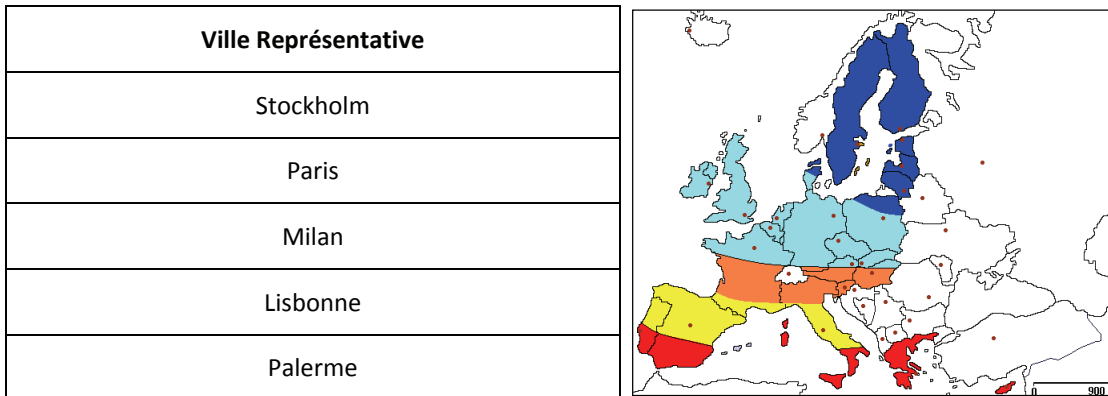 Ville Représentative
Stockholm
Paris
Milan
Lisbonne
Palerme
0 900